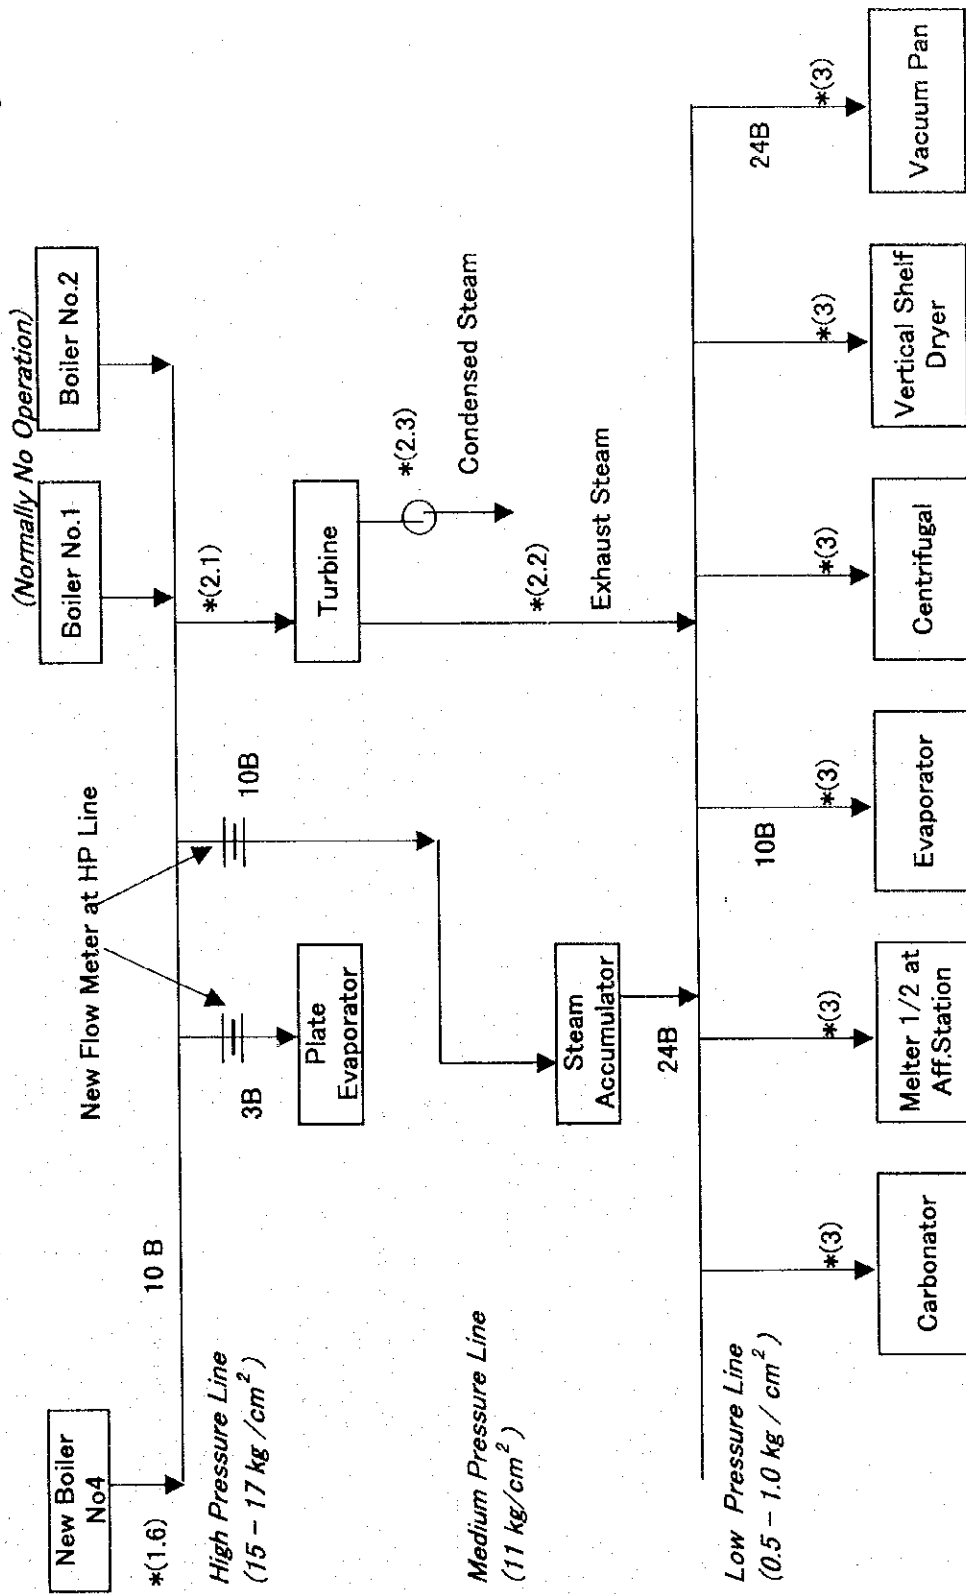 (Normally No Operation)
New Boiler
No4
Boiler No.1
Boiler No.2
New Flow Meter at HP Line
*(1.6)
10 B
High Pressure Line
(15 – 17 kg /cm²)
3B
10B
*(2.1)
Plate
Evaporator
Turbine
*(2.3)
Condensed Steam
Medium Pressure Line
(11 kg/cm²)
*(2.2)
Exhaust Steam
Steam
Accumulator
24B
Low Pressure Line
(0.5 – 1.0 kg / cm²)
10B
24B
*(3)
*(3)
*(3)
*(3)
*(3)
*(3)
Carbonator
Melter 1/2 at
Aff.Station
Evaporator
Centrifugal
Vertical Shelf
Dryer
Vacuum Pan